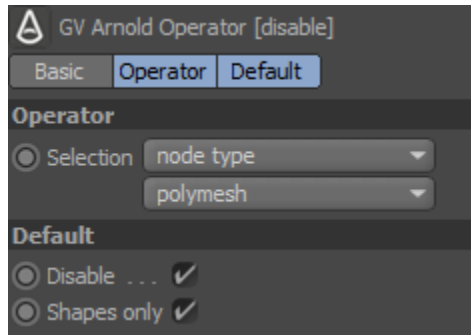 GV Arnold Operator [disable]
Basic Operator Default
Operator
Selection node type
polymesh
Default
Disable . . .
Shapes only